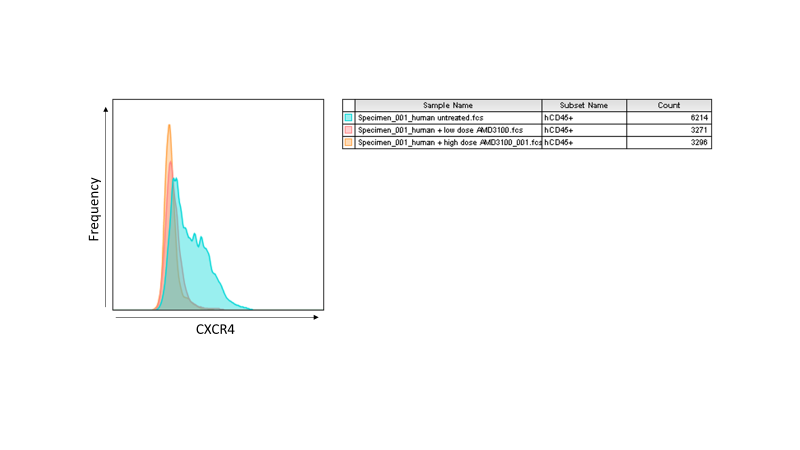 Frequency
CXCR4
Sample Name Subset Name Count
Specimen_001_human untreated.fcs hCD45+ 6214
Specimen_001_human + low dose AMD3100.fcs hCD45+ 3271
Specimen_001_human + high dose AMD3100_001.fcs hCD45+ 3296